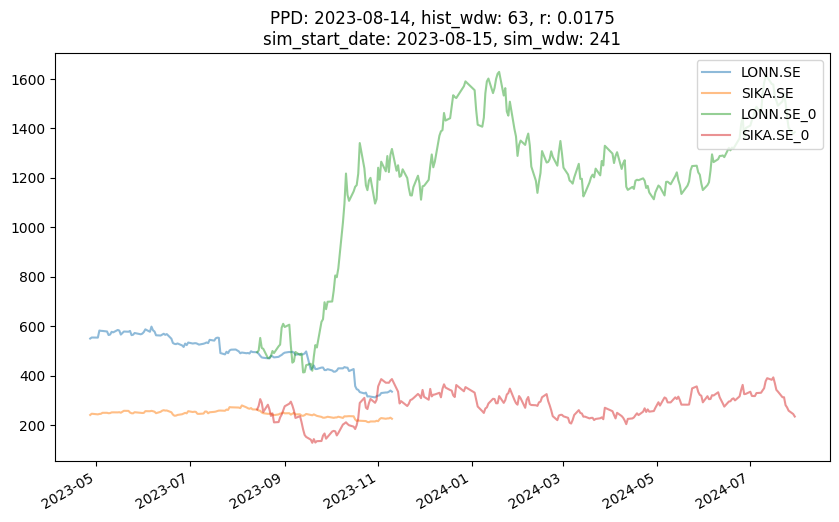 PPD: 2023-08-14, hist_wdw: 63, r: 0.0175
sim_start_date: 2023-08-15, sim_wdw: 241
LONN.SE
SIKA.SE
LONN.SE_0
SIKA.SE_0
1600
1400
1200
1000
800
600
400
200
2023-05
2023-07
2023-09
2023-11
2024-01
2024-03
2024-05
2024-07